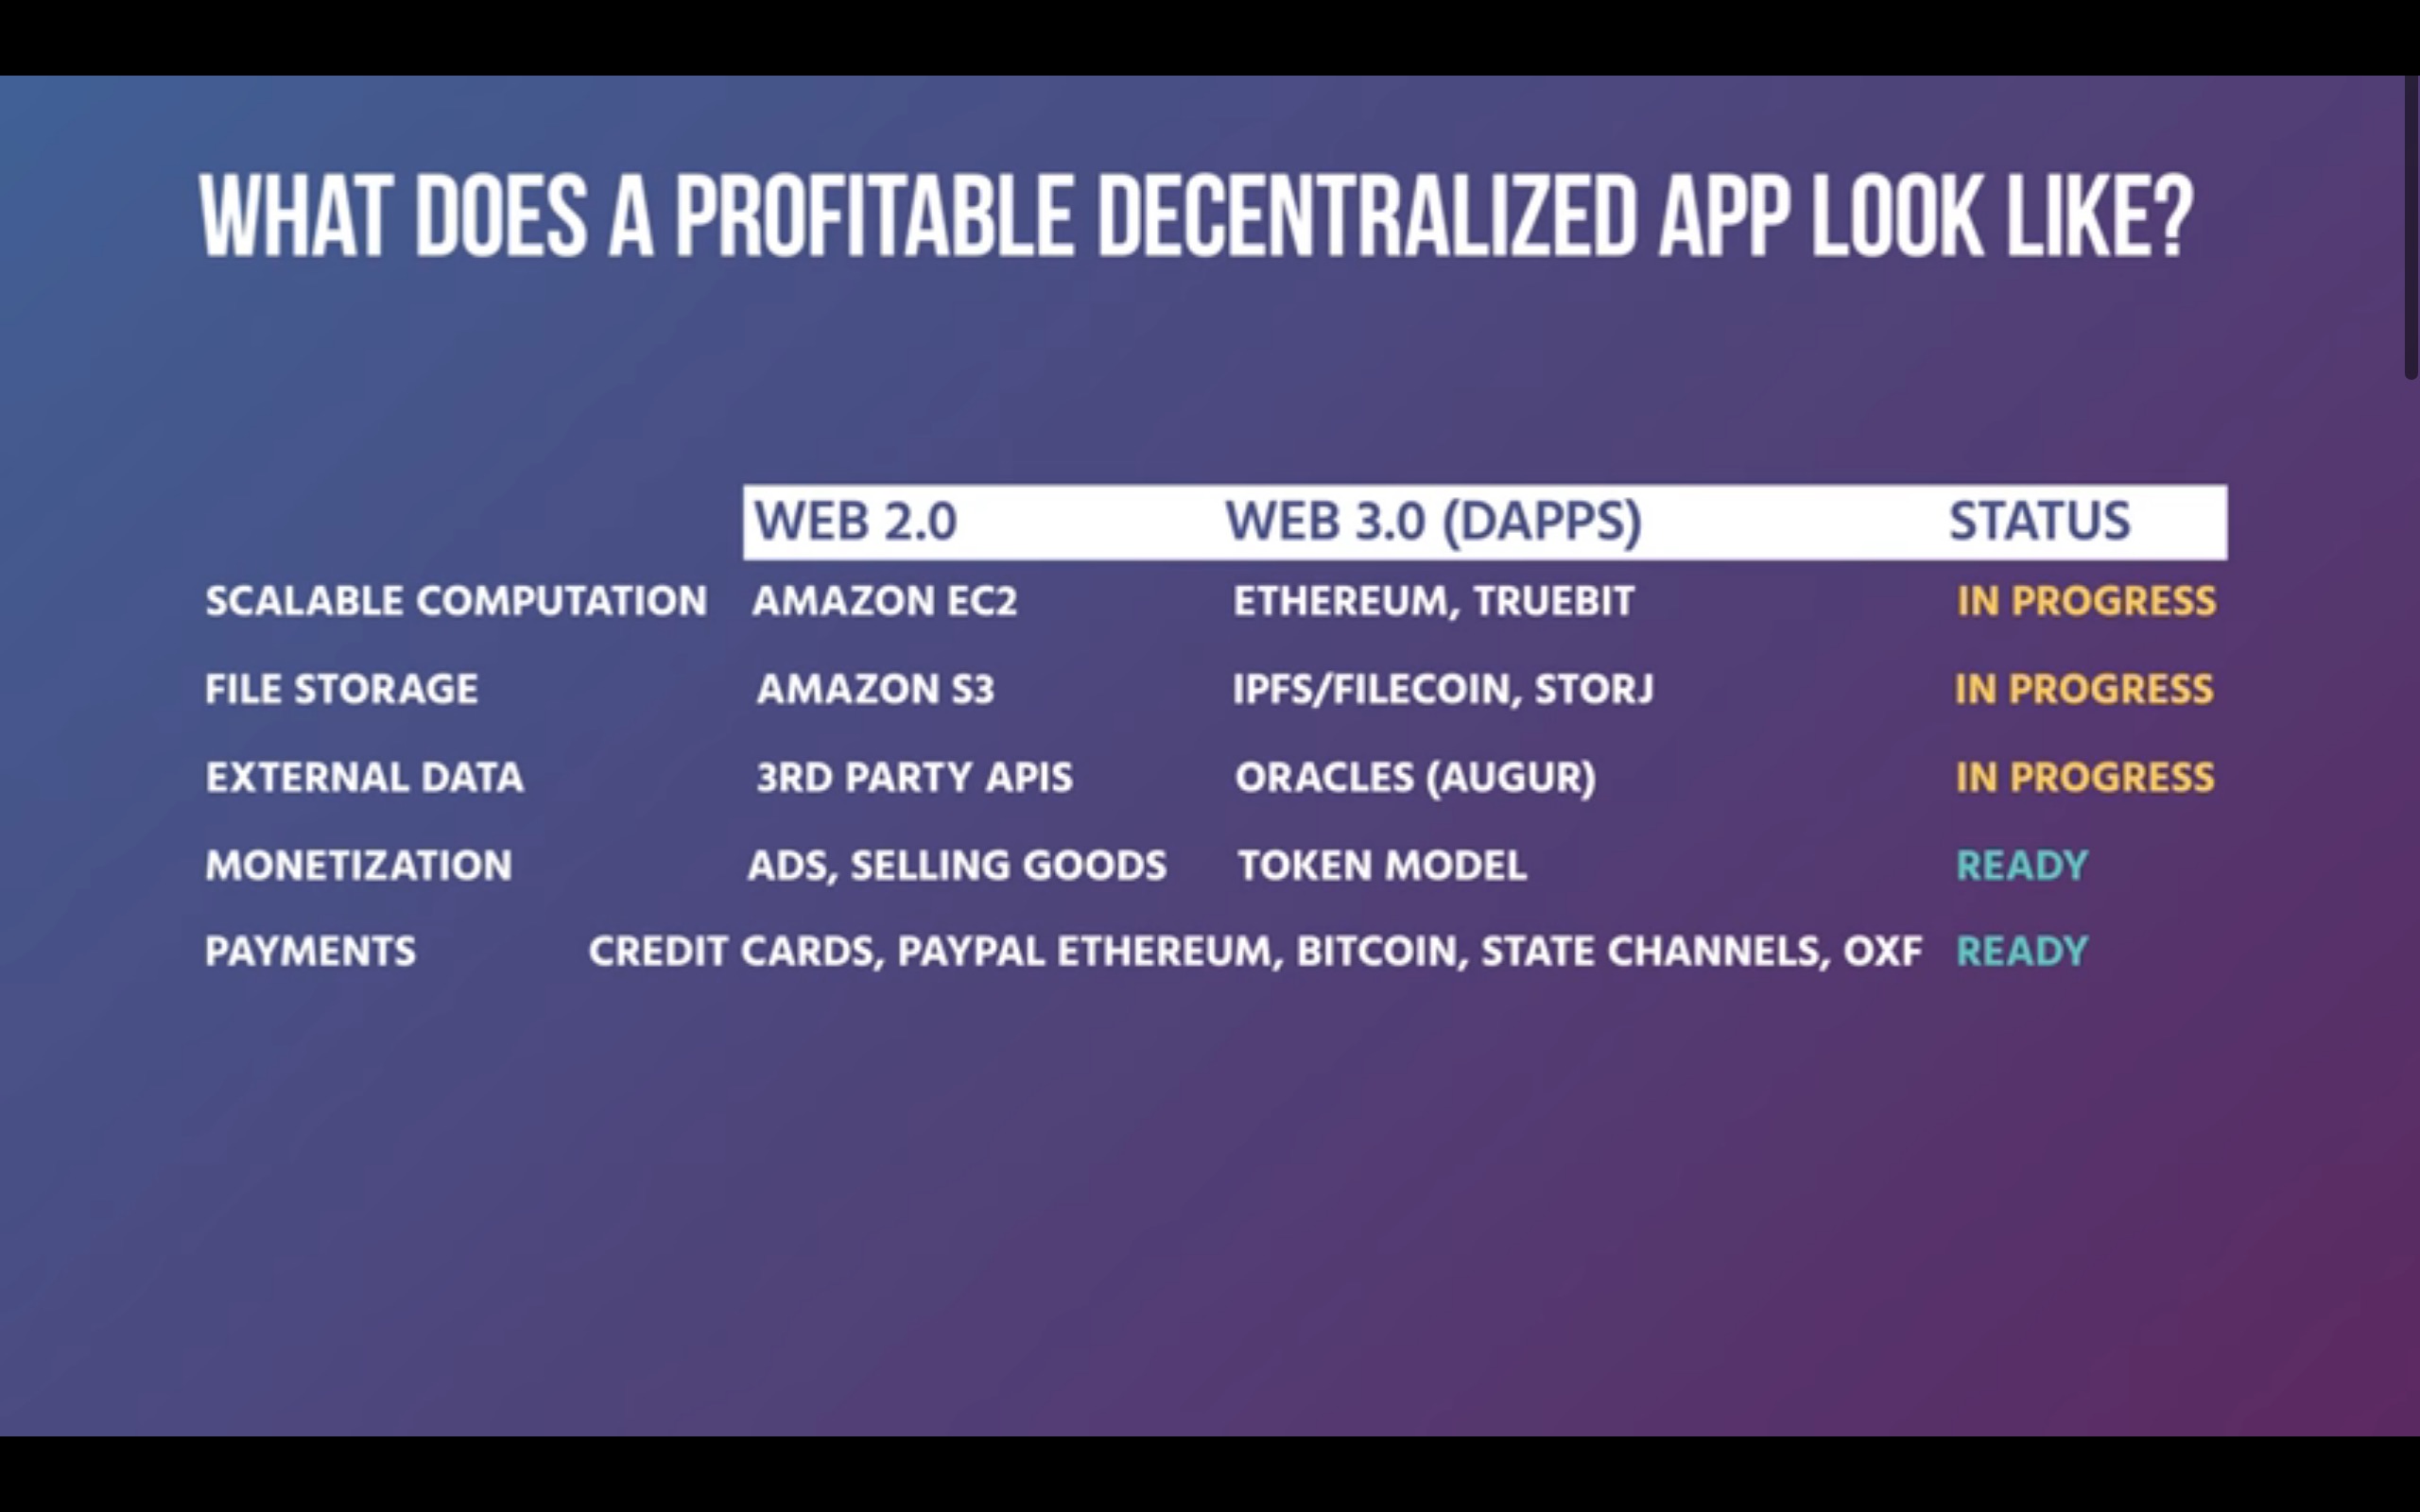 WHAT DOES A PROFITABLE DECENTRALIZED APP LOOK LIKE?
WEB 2.0 WEB 3.0 (DAPPS) STATUS
SCALABLE COMPUTATION AMAZON EC2 ETHEREUM, TRUEBIT IN PROGRESS
FILE STORAGE AMAZON S3 IPFS/FILECOIN, STORJ IN PROGRESS
EXTERNAL DATA 3RD PARTY APIS ORACLES (AUGUR) IN PROGRESS
MONETIZATION ADS, SELLING GOODS TOKEN MODEL READY
PAYMENTS CREDIT CARDS, PAYPAL ETHEREUM, BITCOIN, STATE CHANNELS, OXF READY